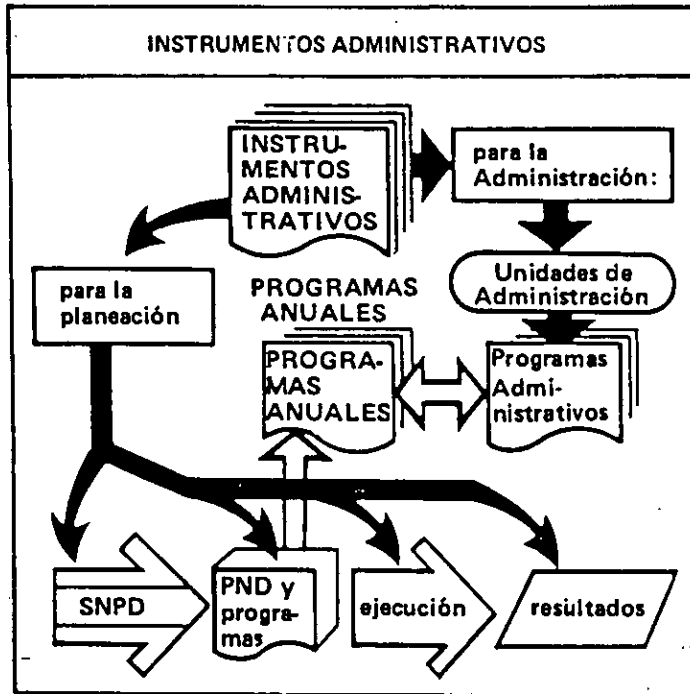 INSTRUMENTOS ADMINISTRATIVOS
INSTRU-
MENTOS
ADMINIS-
TRATIVOS
para la
Administración:
Unidades de
Administración
para la
planeación
PROGRAMAS
ANUALES
PROGRA-
MAS
ANUALES
Programas
Admi-
nistrativos
SNPD
PND y
progra-
mas
ejecución
resultados